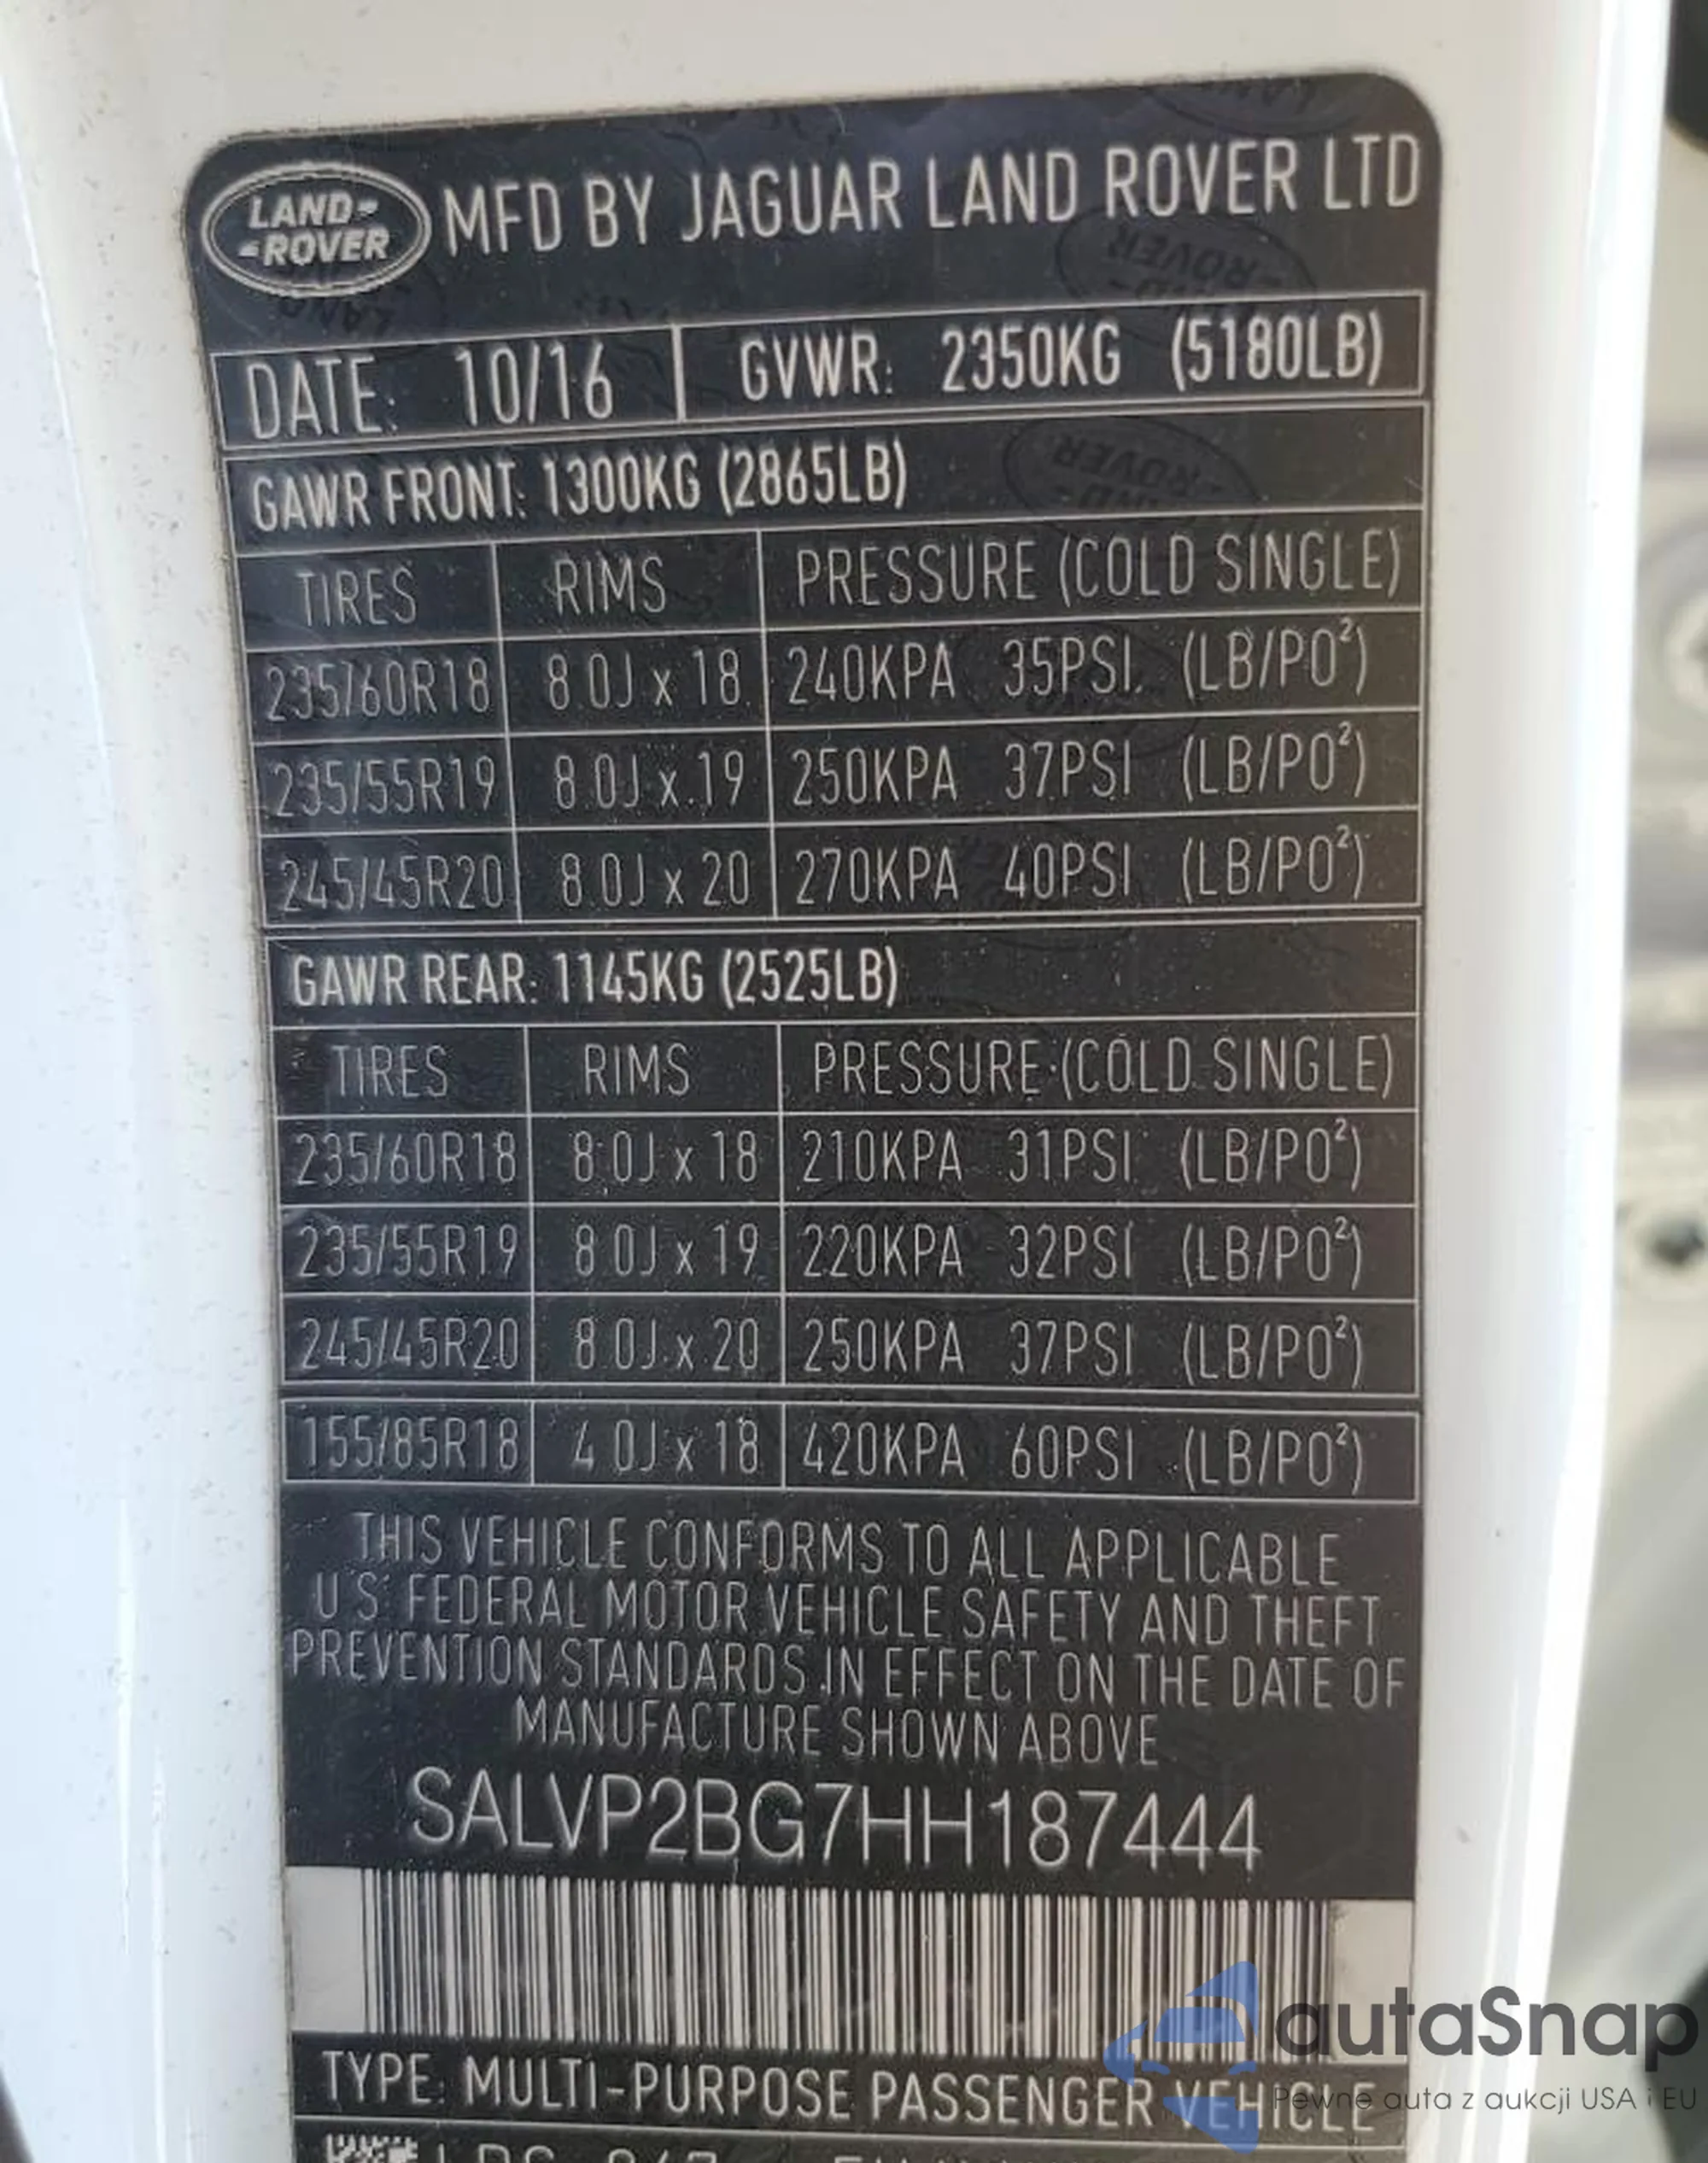 LAND-
-ROVER
MFD BY JAGUAR LAND ROVER LTD
DATE: 10/16 GVWR: 2350KG (5180LB)
GAWR FRONT: 1300KG (2865LB)
TIRES RIMS PRESSURE (COLD SINGLE)
235/60R18 8.0J x 18 240KPA 35PSI (LB/PO²)
235/55R19 8.0J x 19 250KPA 37PSI (LB/PO²)
245/45R20 8.0J x 20 270KPA 40PSI (LB/PO²)
GAWR REAR: 1145KG (2525LB)
TIRES RIMS PRESSURE (COLD SINGLE)
235/60R18 8.0J x 18 210KPA 31PSI (LB/PO²)
235/55R19 8.0J x 19 220KPA 32PSI (LB/PO²)
245/45R20 8.0J x 20 250KPA 37PSI (LB/PO²)
155/85R18 4.0J x 18 420KPA 60PSI (LB/PO²)
THIS VEHICLE CONFORMS TO ALL APPLICABLE
U.S. FEDERAL MOTOR VEHICLE SAFETY AND THEFT
PREVENTION STANDARDS IN EFFECT ON THE DATE OF
MANUFACTURE SHOWN ABOVE
SALVP2BG7HH187444
TYPE: MULTI-PURPOSE PASSENGER VEHICLE
autaSnap
Pewne auta z aukcji USA i EU